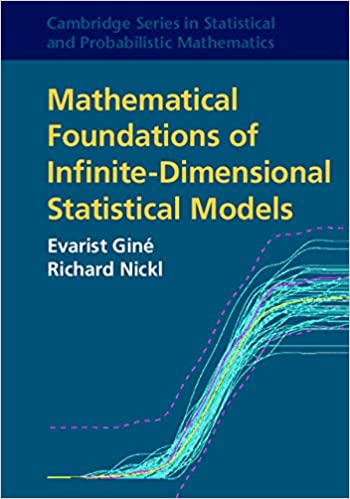 Cambridge Series in Statistical
and Probabilistic Mathematics
Mathematical
Foundations of
Infinite-Dimensional
Statistical Models
Evarist Giné
Richard Nickl